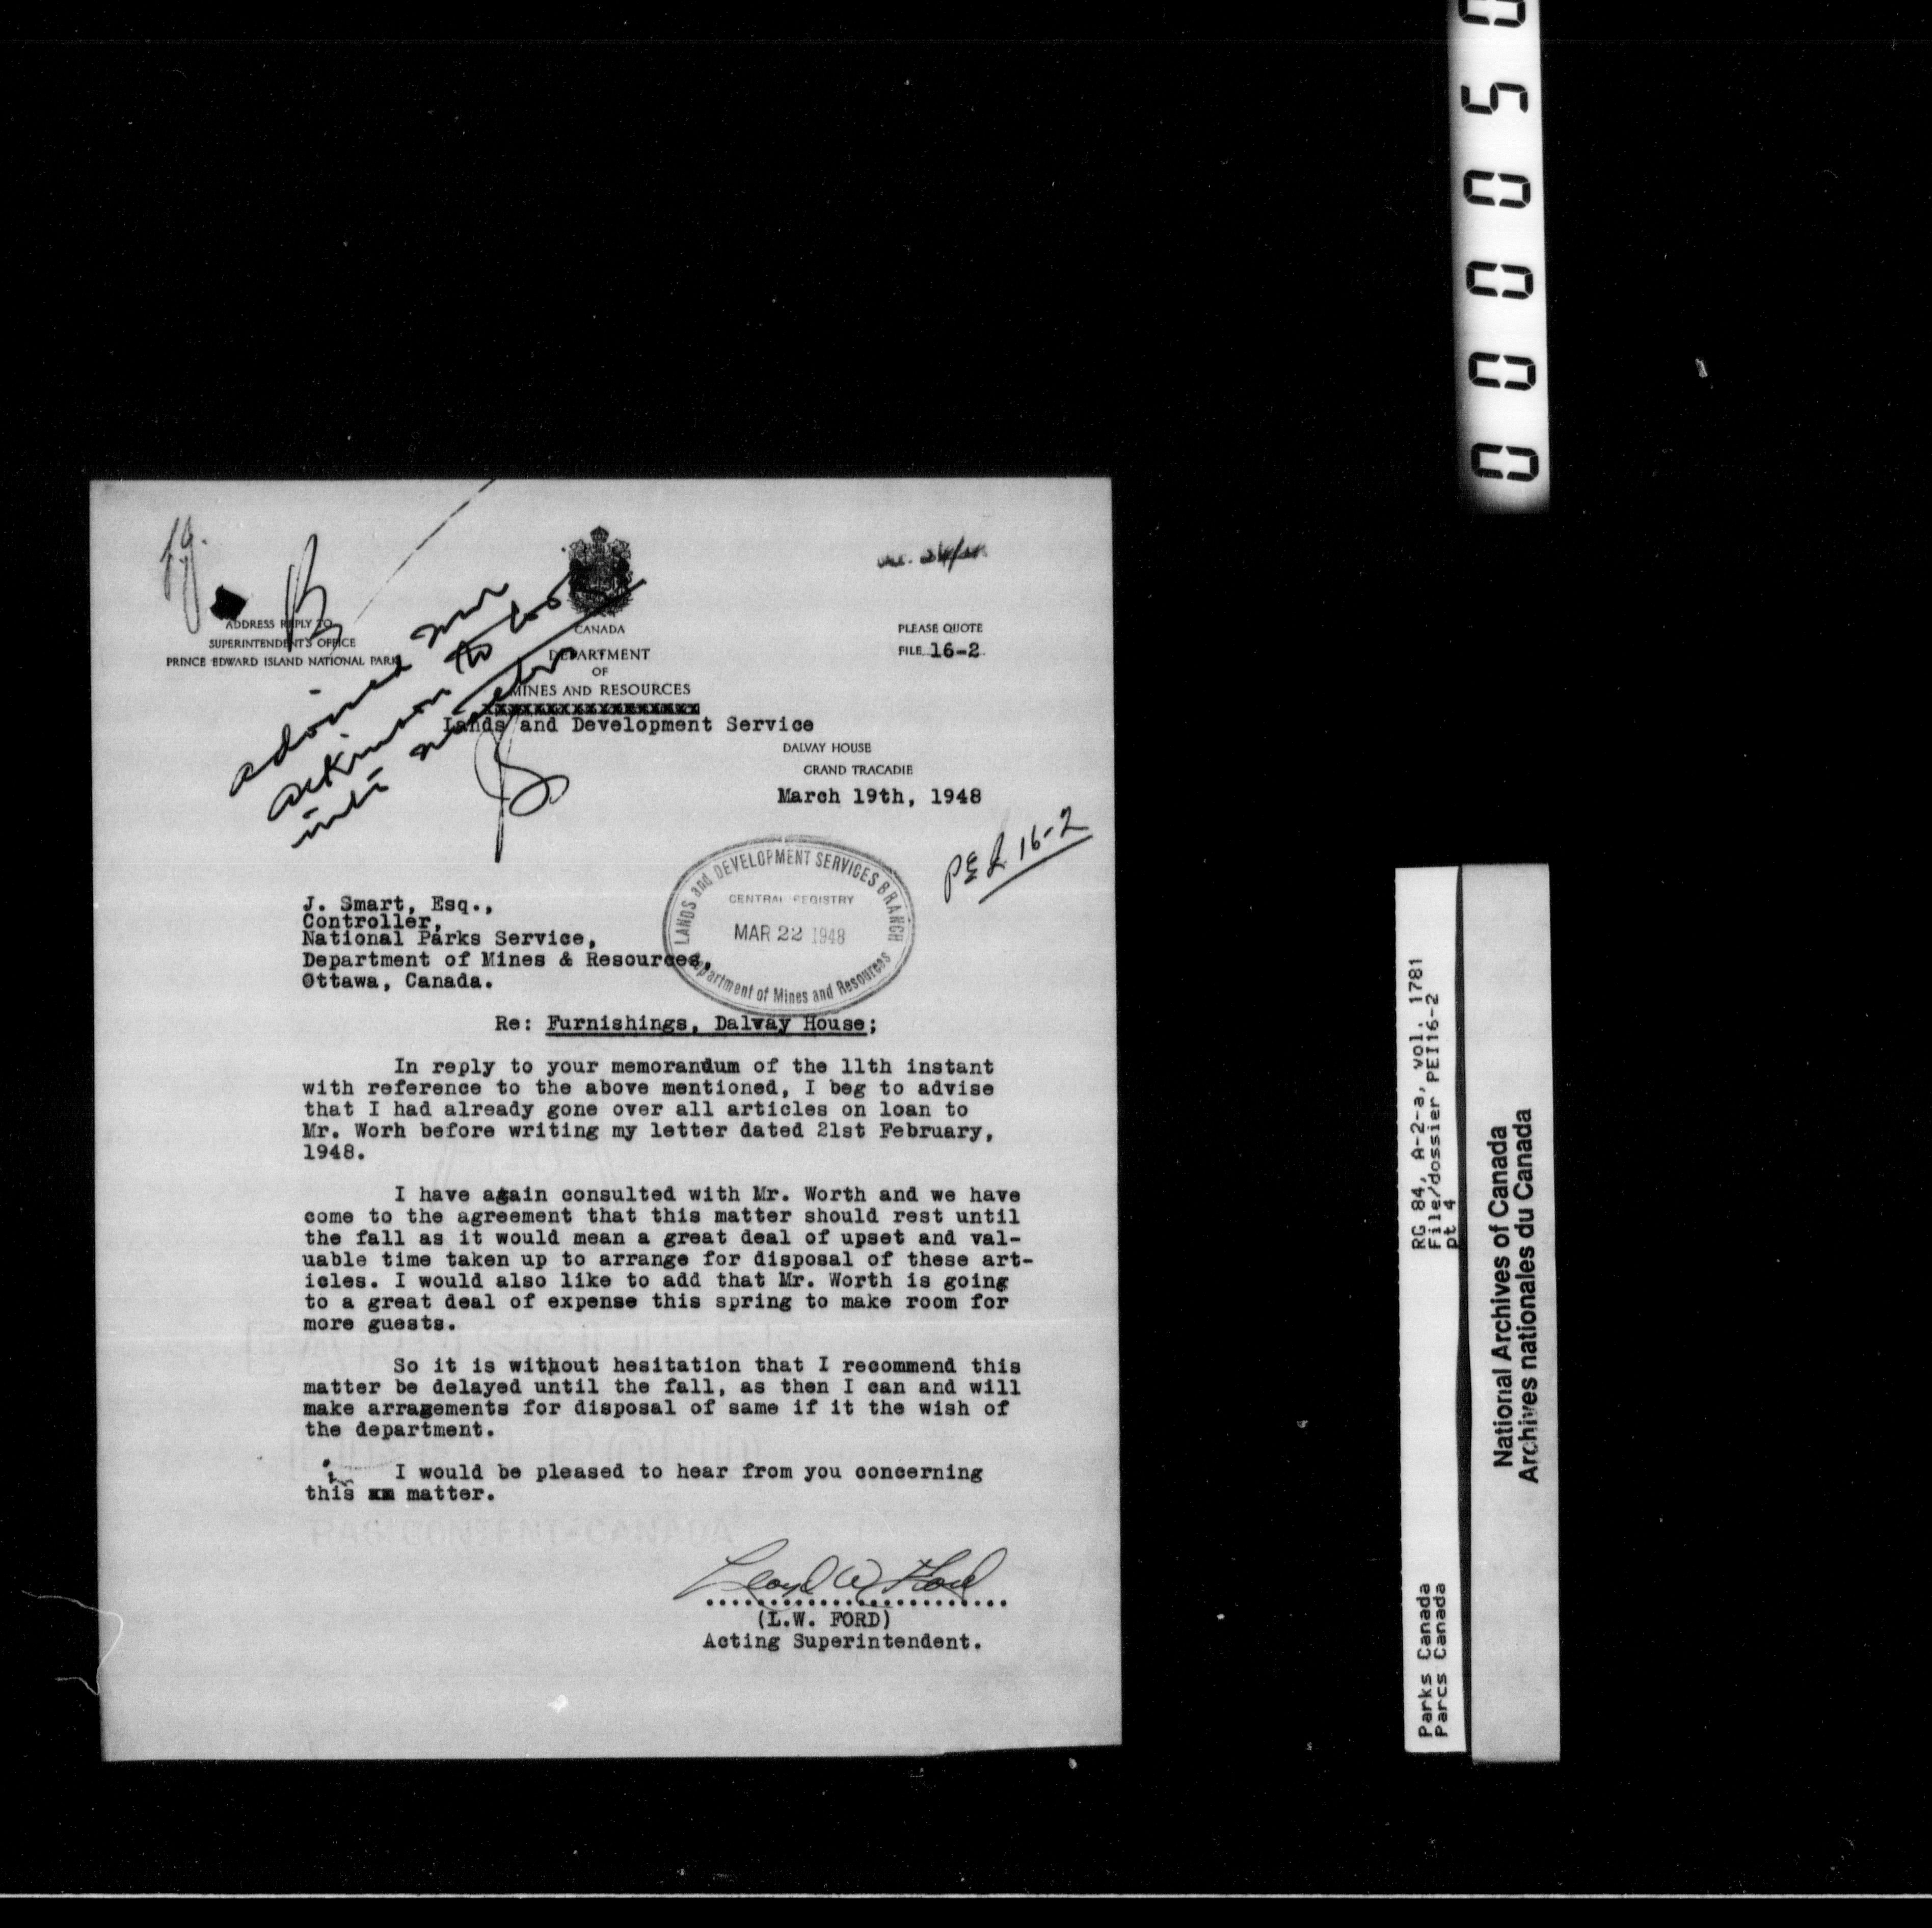 fg.
B
ADDRESS REPLY TO
SUPERINTENDENT'S OFFICE
PRINCE EDWARD ISLAND NATIONAL PARK
CANADA
DEPARTMENT
OF
MINES AND RESOURCES
Lands and Development Service
PLEASE QUOTE
FILE 16-2
DALVAY HOUSE
GRAND TRACADIE
March 19th, 1948
advised Mr
to
into
B
PEI 16-2
LANDS and DEVELOPMENT SERVICES BRANCH
CENTRAL REGISTRY
MAR 22 1948
Department of Mines and Resources
J. Smart, Esq.,
Controller,
National Parks Service,
Department of Mines & Resources,
Ottawa, Canada.
Re: Furnishings, Dalvay House;
In reply to your memorandum of the 11th instant
with reference to the above mentioned, I beg to advise
that I had already gone over all articles on loan to
Mr. Worh before writing my letter dated 21st February,
1948.
I have again consulted with Mr. Worth and we have
come to the agreement that this matter should rest until
the fall as it would mean a great deal of upset and val-
uable time taken up to arrange for disposal of these art-
icles. I would also like to add that Mr. Worth is going
to a great deal of expense this spring to make room for
more guests.
So it is without hesitation that I recommend this
matter be delayed until the fall, as then I can and will
make arragements for disposal of same if it the wish of
the department.
I would be pleased to hear from you concerning
this xm matter.
RAG CONTENT-CANADA
Lloyd W Ford
(L.W. FORD)
Acting Superintendent.
000050
RG 84, A-2-a, vol. 1781
File/dossier PEI16-2
pt 4
Parks Canada
Parcs Canada
National Archives of Canada
Archives nationales du Canada